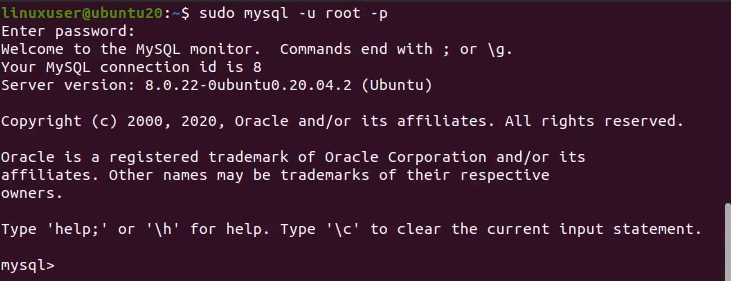 linuxuser@ubuntu20:~$ sudo mysql -u root -p
Enter password:
Welcome to the MySQL monitor.  Commands end with ; or \g.
Your MySQL connection id is 8
Server version: 8.0.22-0ubuntu0.20.04.2 (Ubuntu)

Copyright (c) 2000, 2020, Oracle and/or its affiliates. All rights reserved.

Oracle is a registered trademark of Oracle Corporation and/or its
affiliates. Other names may be trademarks of their respective
owners.

Type 'help;' or '\h' for help. Type '\c' to clear the current input statement.

mysql>